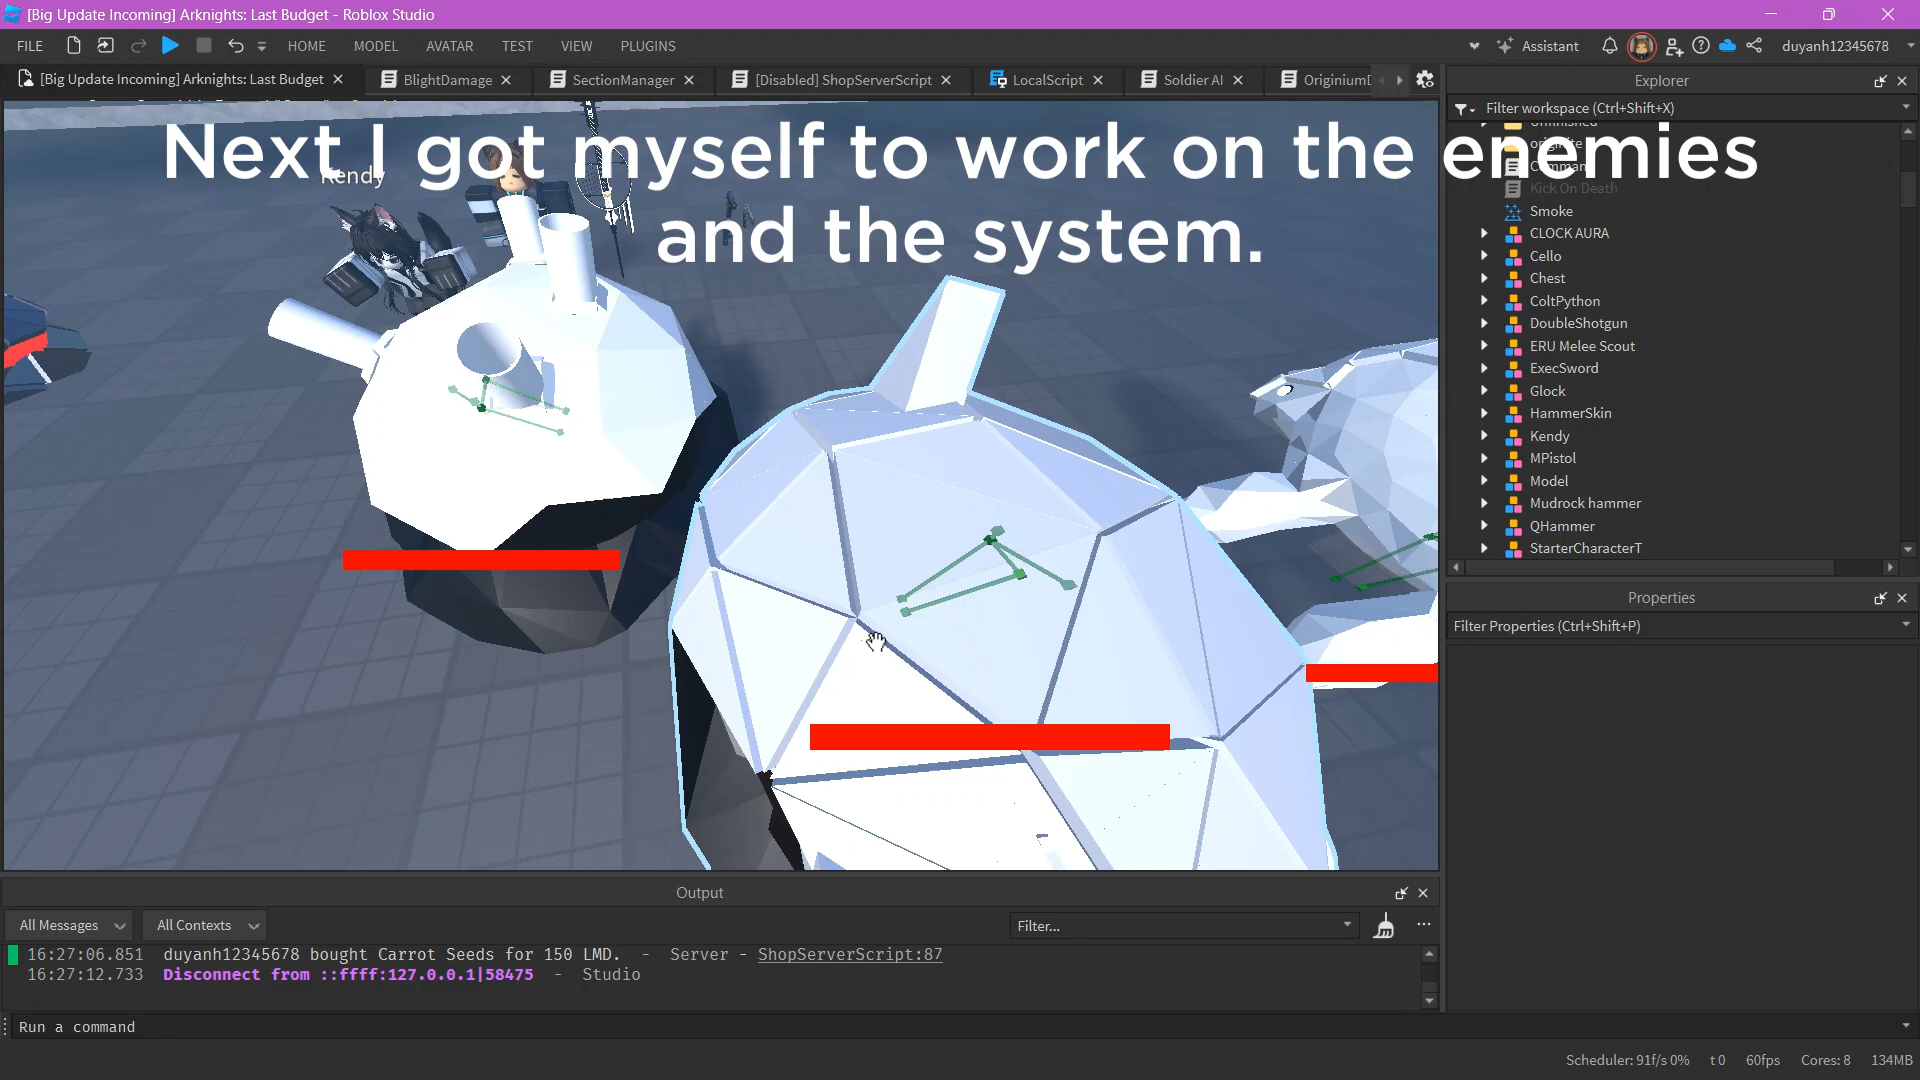 [Big Update Incoming] Arknights: Last Budget - Roblox Studio
FILE HOME MODEL AVATAR TEST VIEW PLUGINS Assistant duyanh12345678
[Big Update Incoming] Arknights: Last Budget BlightDamage SectionManager [Disabled] ShopServerScript LocalScript Soldier AI
Next I got myself to work on the enemies
and the system.
Kendy
Explorer
Filter workspace (Ctrl+Shift+X)
Kick On Death
Smoke
CLOCK AURA
Cello
Chest
ColtPython
DoubleShotgun
ERU Melee Scout
ExecSword
Glock
HammerSkin
Kendy
MPistol
Model
Mudrock hammer
QHammer
StarterCharacterT
Properties
Filter Properties (Ctrl+Shift+P)
Output
All Messages All Contexts Filter...
16:27:06.851 duyanh12345678 bought Carrot Seeds for 150 LMD. - Server - ShopServerScript:87
16:27:12.733 Disconnect from ::ffff:127.0.0.1|58475 - Studio
Run a command
Scheduler: 91f/s 0% t 0 60fps Cores: 8 134MB